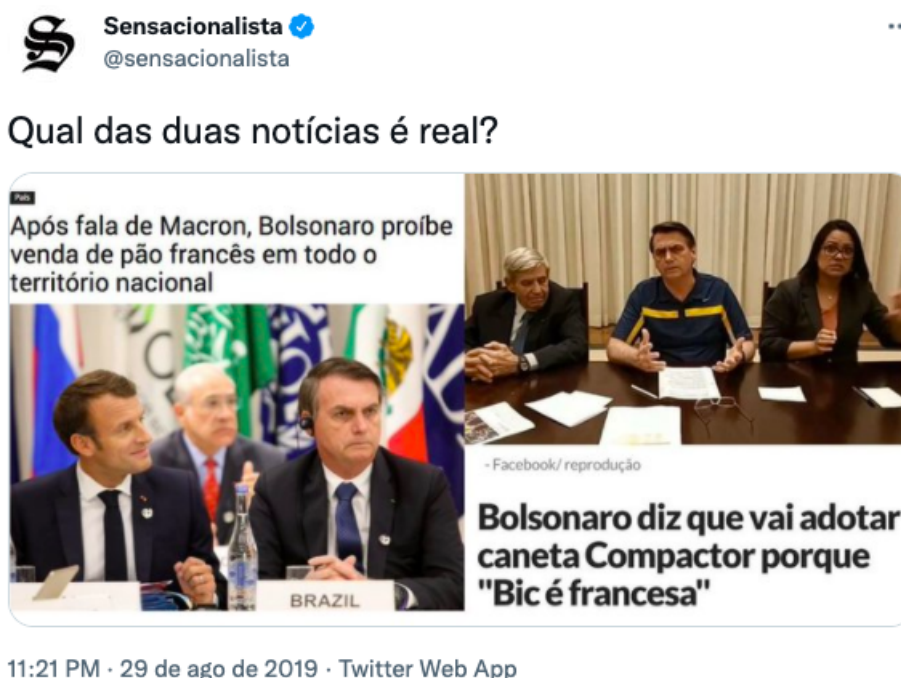 Sensacionalista
@sensacionalista
Qual das duas notícias é real?
País
Após fala de Macron, Bolsonaro proíbe
venda de pão francês em todo o
território nacional
BRAZIL
- Facebook/ reprodução
Bolsonaro diz que vai adotar
caneta Compactor porque
"Bic é francesa"
11:21 PM · 29 de ago de 2019 · Twitter Web App